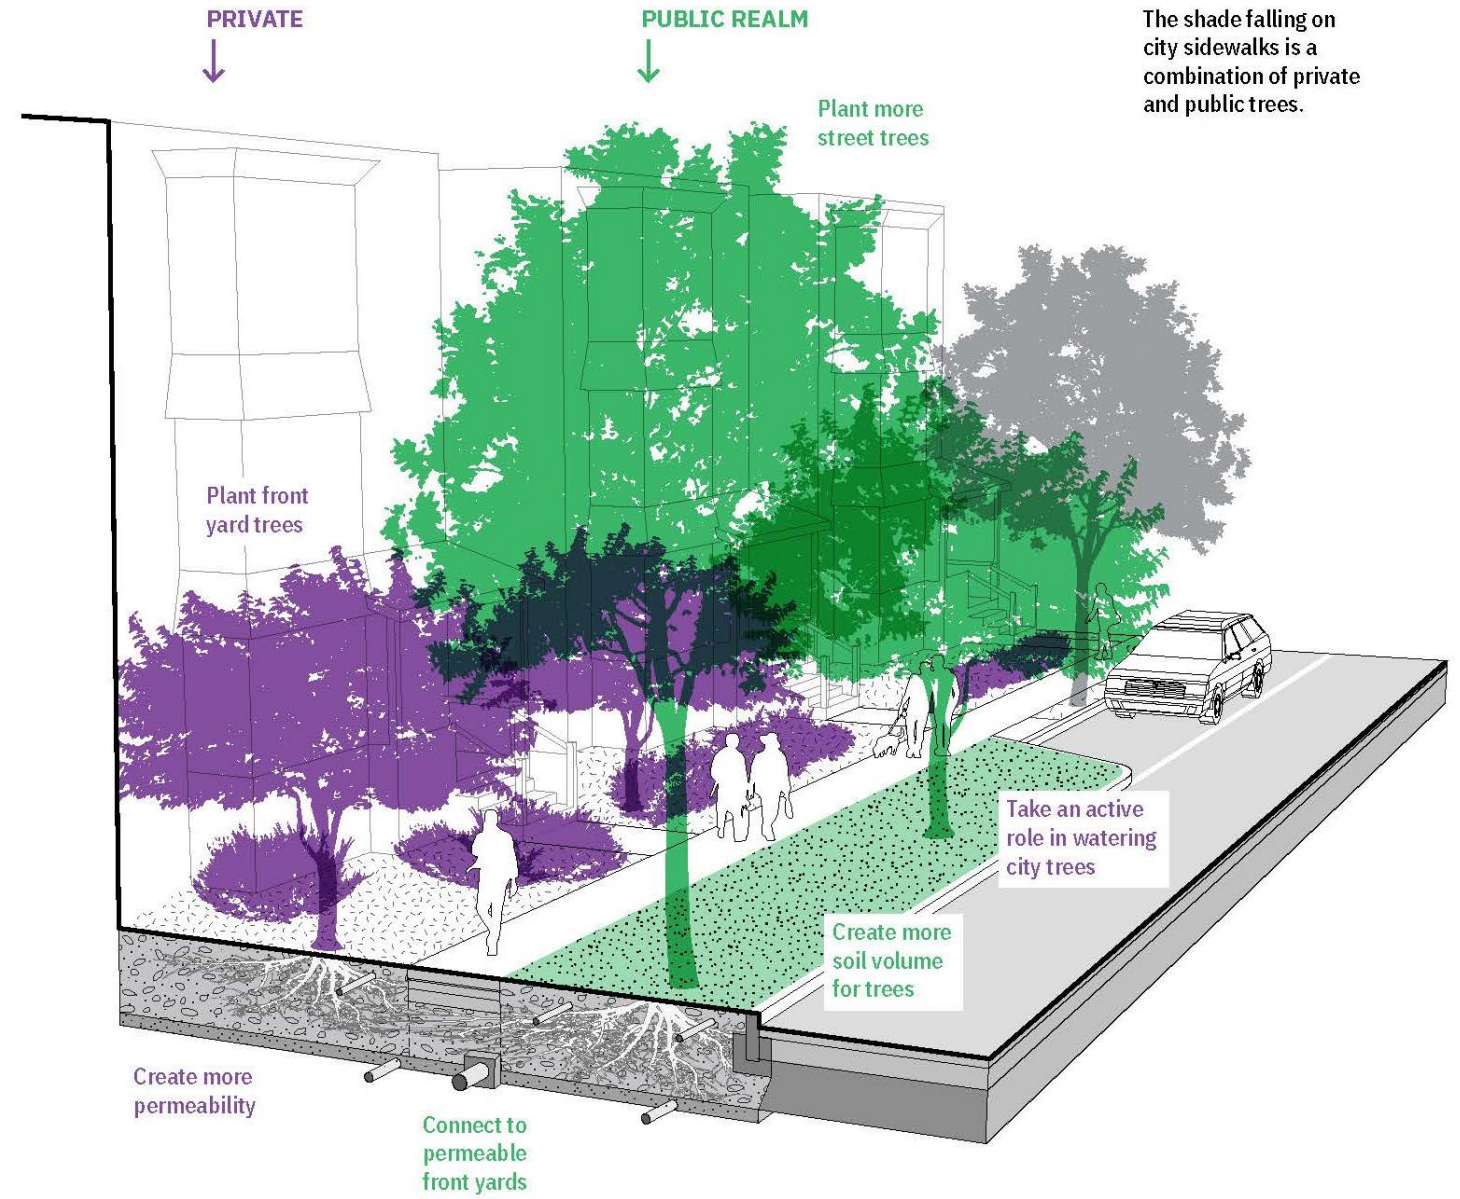 PRIVATE
PUBLIC REALM
The shade falling on
city sidewalks is a
combination of private
and public trees.
Plant more
street trees
Plant front
yard trees
Take an active
role in watering
city trees
Create more
soil volume
for trees
Create more
permeability
Connect to
permeable
front yards